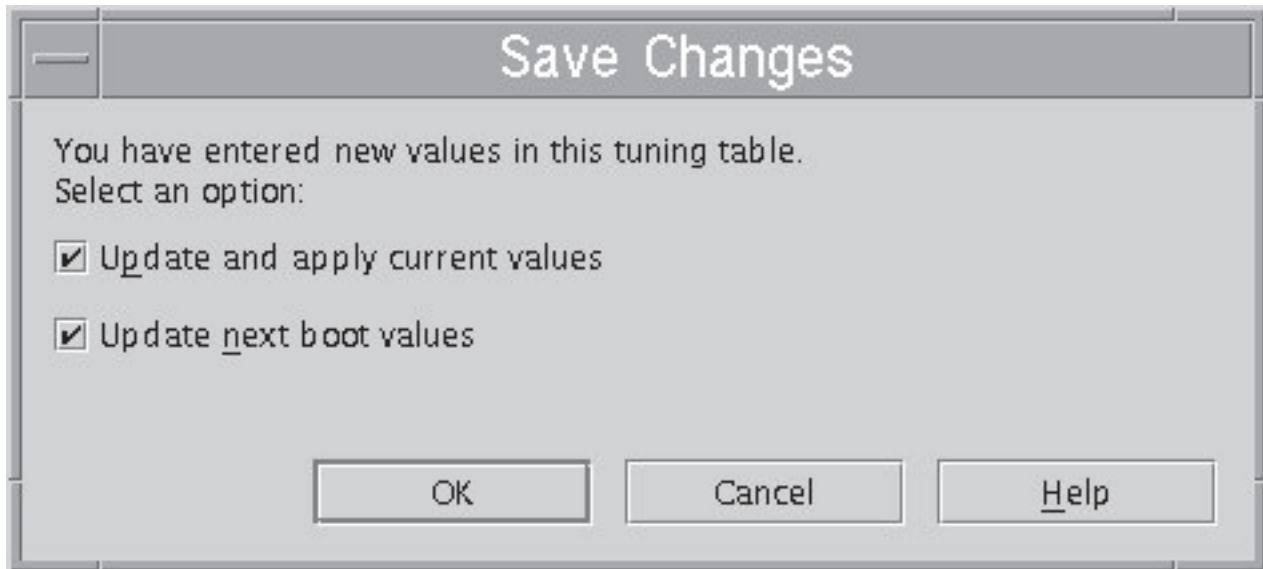 Save Changes
You have entered new values in this tuning table.
Select an option:
Update and apply current values
Update next boot values
OK Cancel Help